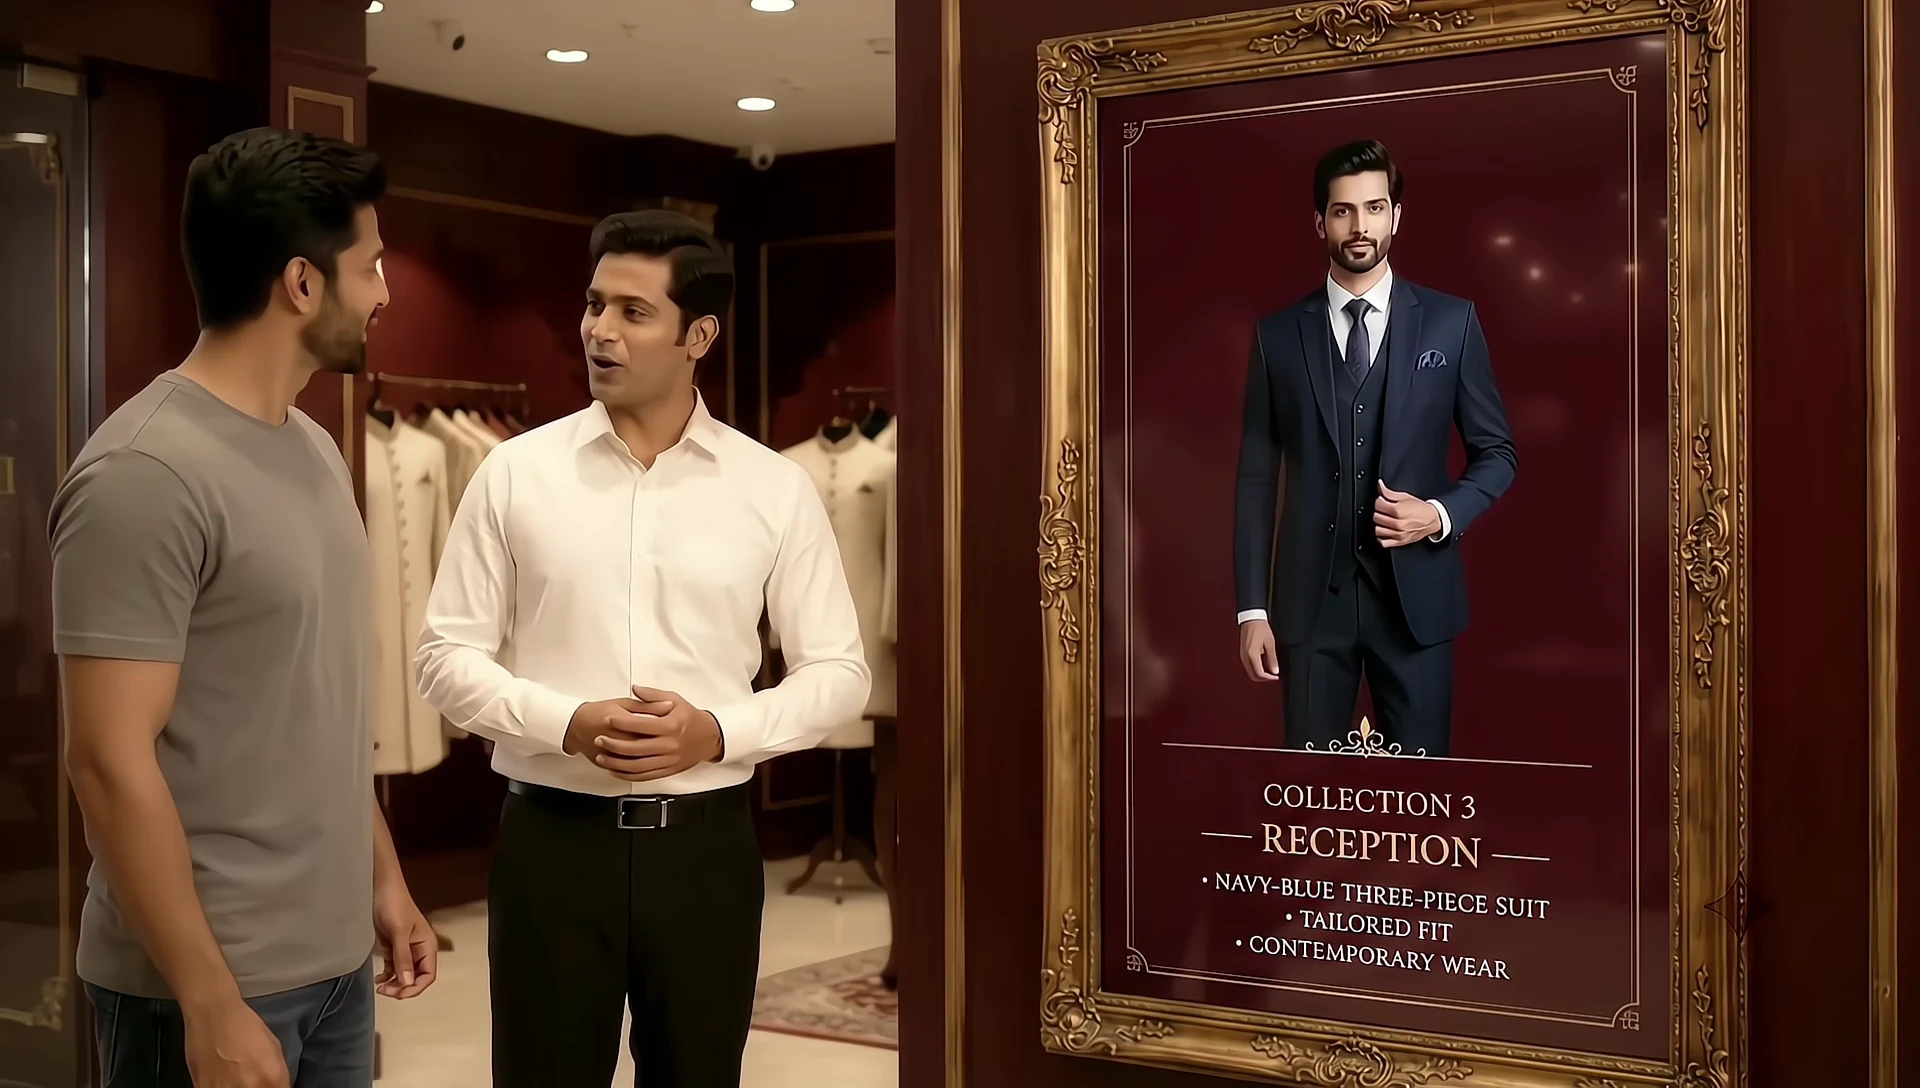 COLLECTION 3
RECEPTION
• NAVY-BLUE THREE-PIECE SUIT
• TAILORED FIT
• CONTEMPORARY WEAR